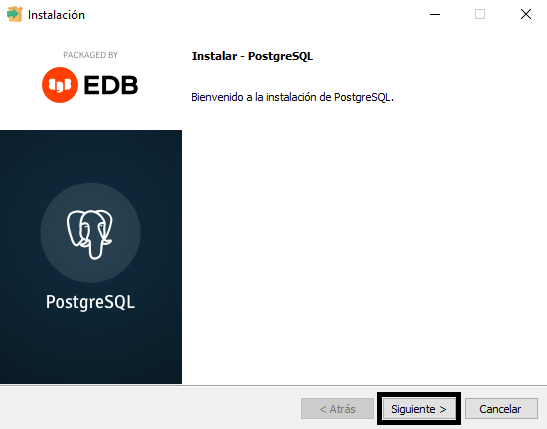 Instalación
PACKAGED BY
EDB
Instalar - PostgreSQL
Bienvenido a la instalación de PostgreSQL.
PostgreSQL
< Atrás
Siguiente >
Cancelar